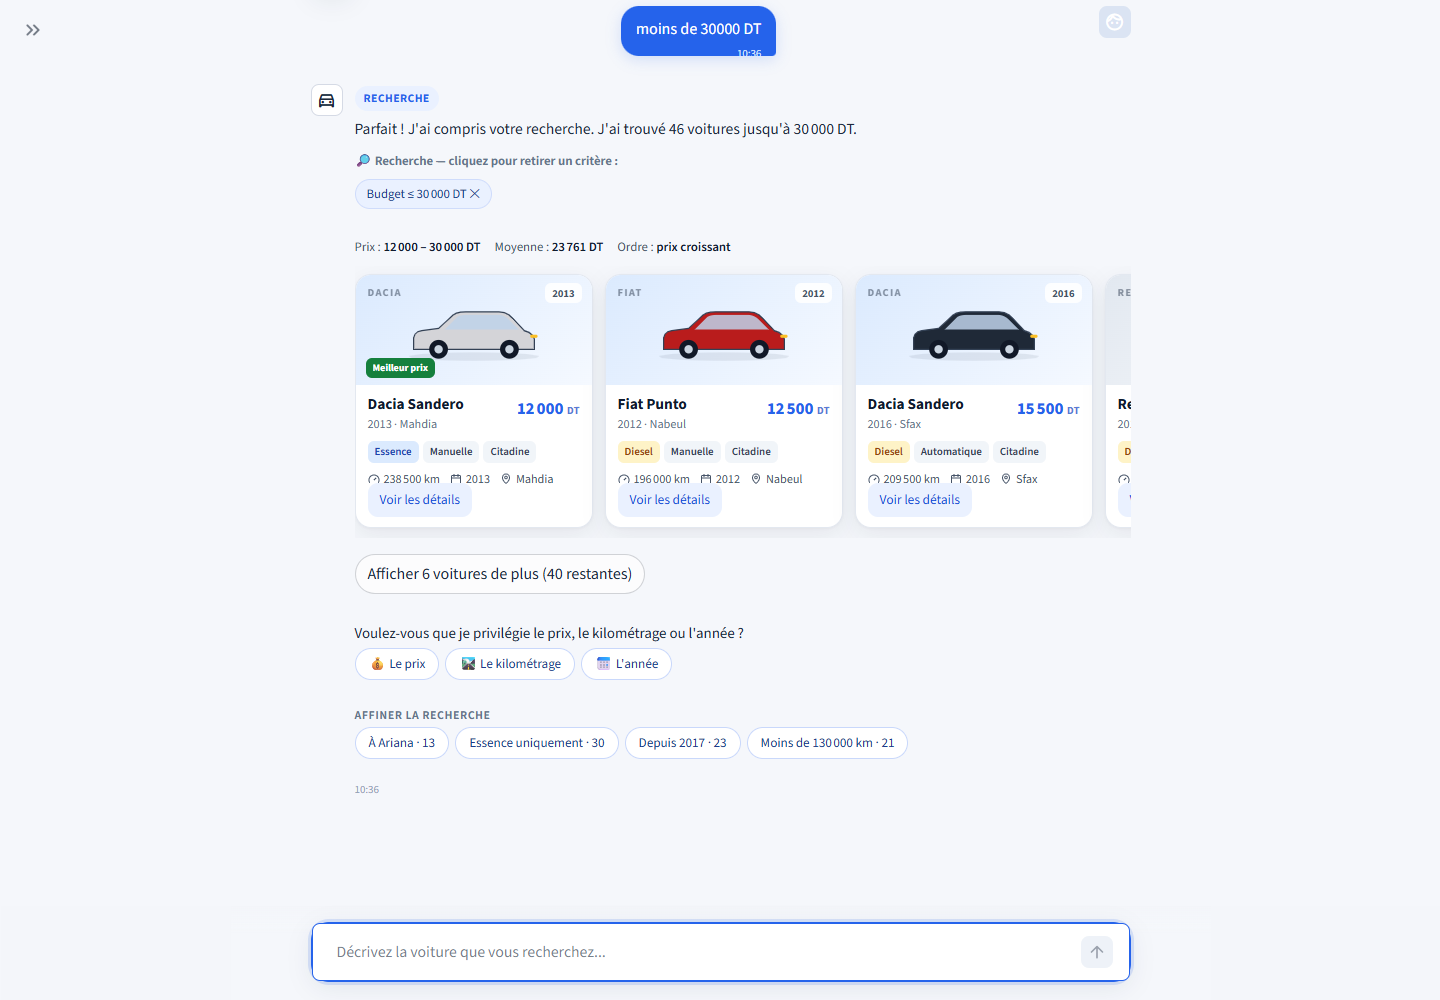 moins de 30000 DT
10:36
RECHERCHE
Parfait ! J'ai compris votre recherche. J'ai trouvé 46 voitures jusqu'à 30 000 DT.
🔎 Recherche — cliquez pour retirer un critère :
Budget ≤ 30 000 DT ✕
Prix : 12 000 – 30 000 DT Moyenne : 23 761 DT Ordre : prix croissant
DACIA 2013
Meilleur prix
Dacia Sandero 12 000 DT
2013 · Mahdia
Essence Manuelle Citadine
238 500 km 2013 Mahdia
Voir les détails
FIAT 2012
Fiat Punto 12 500 DT
2012 · Nabeul
Diesel Manuelle Citadine
196 000 km 2012 Nabeul
Voir les détails
DACIA 2016
Dacia Sandero 15 500 DT
2016 · Sfax
Diesel Automatique Citadine
209 500 km 2016 Sfax
Voir les détails
RE
Re
20
D
Afficher 6 voitures de plus (40 restantes)
Voulez-vous que je privilégie le prix, le kilométrage ou l'année ?
💰 Le prix 🛣️ Le kilométrage 📅 L'année
AFFINER LA RECHERCHE
À Ariana · 13 Essence uniquement · 30 Depuis 2017 · 23 Moins de 130 000 km · 21
10:36
Décrivez la voiture que vous recherchez...